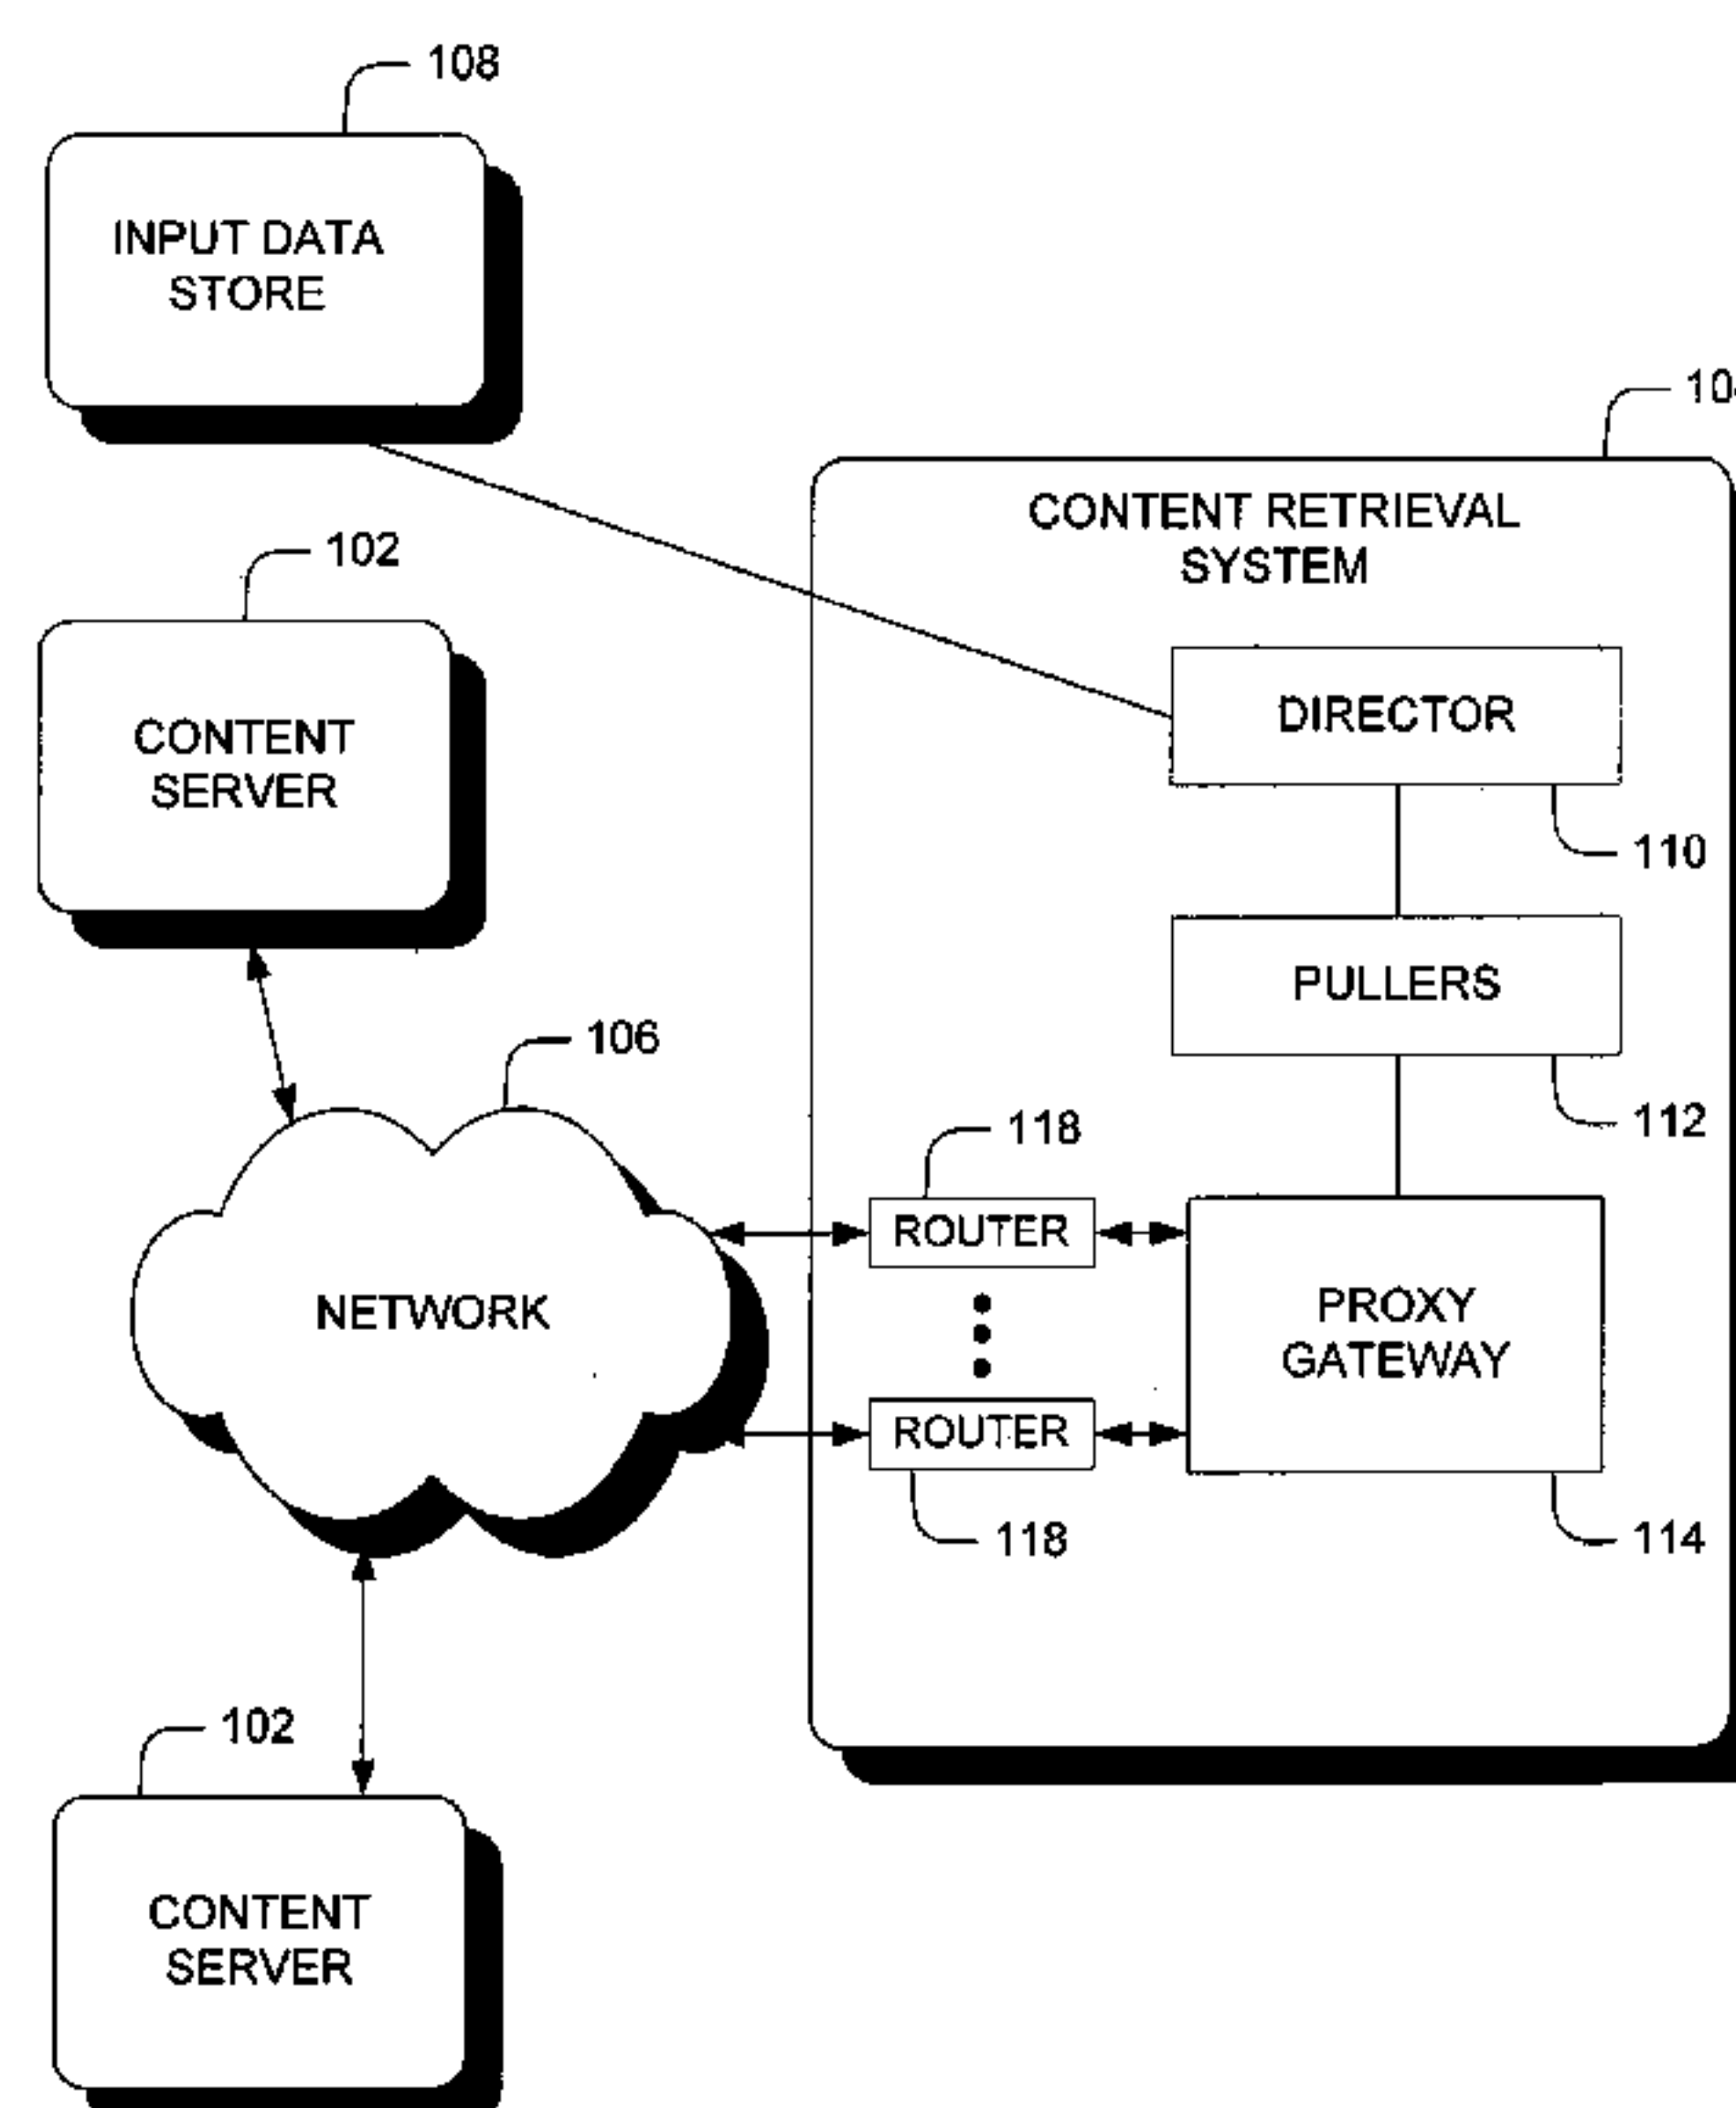 108
INPUT DATA
STORE
102
CONTENT
SERVER
CONTENT RETRIEVAL
SYSTEM
DIRECTOR
110
PULLERS
112
106
NETWORK
118
ROUTER
ROUTER
118
PROXY
GATEWAY
114
102
CONTENT
SERVER